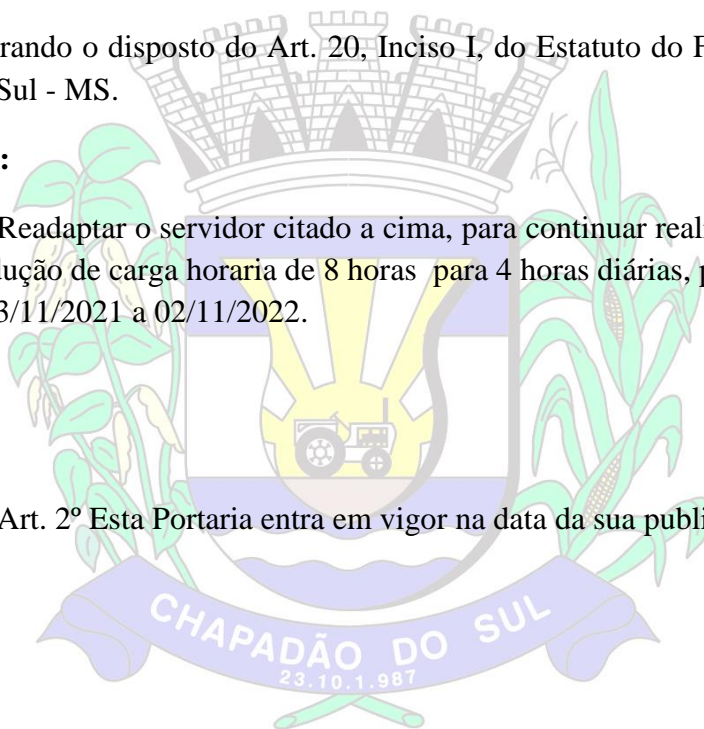 rando o disposto do Art. 20, Inciso I, do Estatuto do F
Sul - MS.
:
Readaptar o servidor citado a cima, para continuar real
dução de carga horaria de 8 horas para 4 horas diárias, p
3/11/2021 a 02/11/2022.
Art. 2º Esta Portaria entra em vigor na data da sua publi
CHAPADÃO DO SUL
23.10.1.987